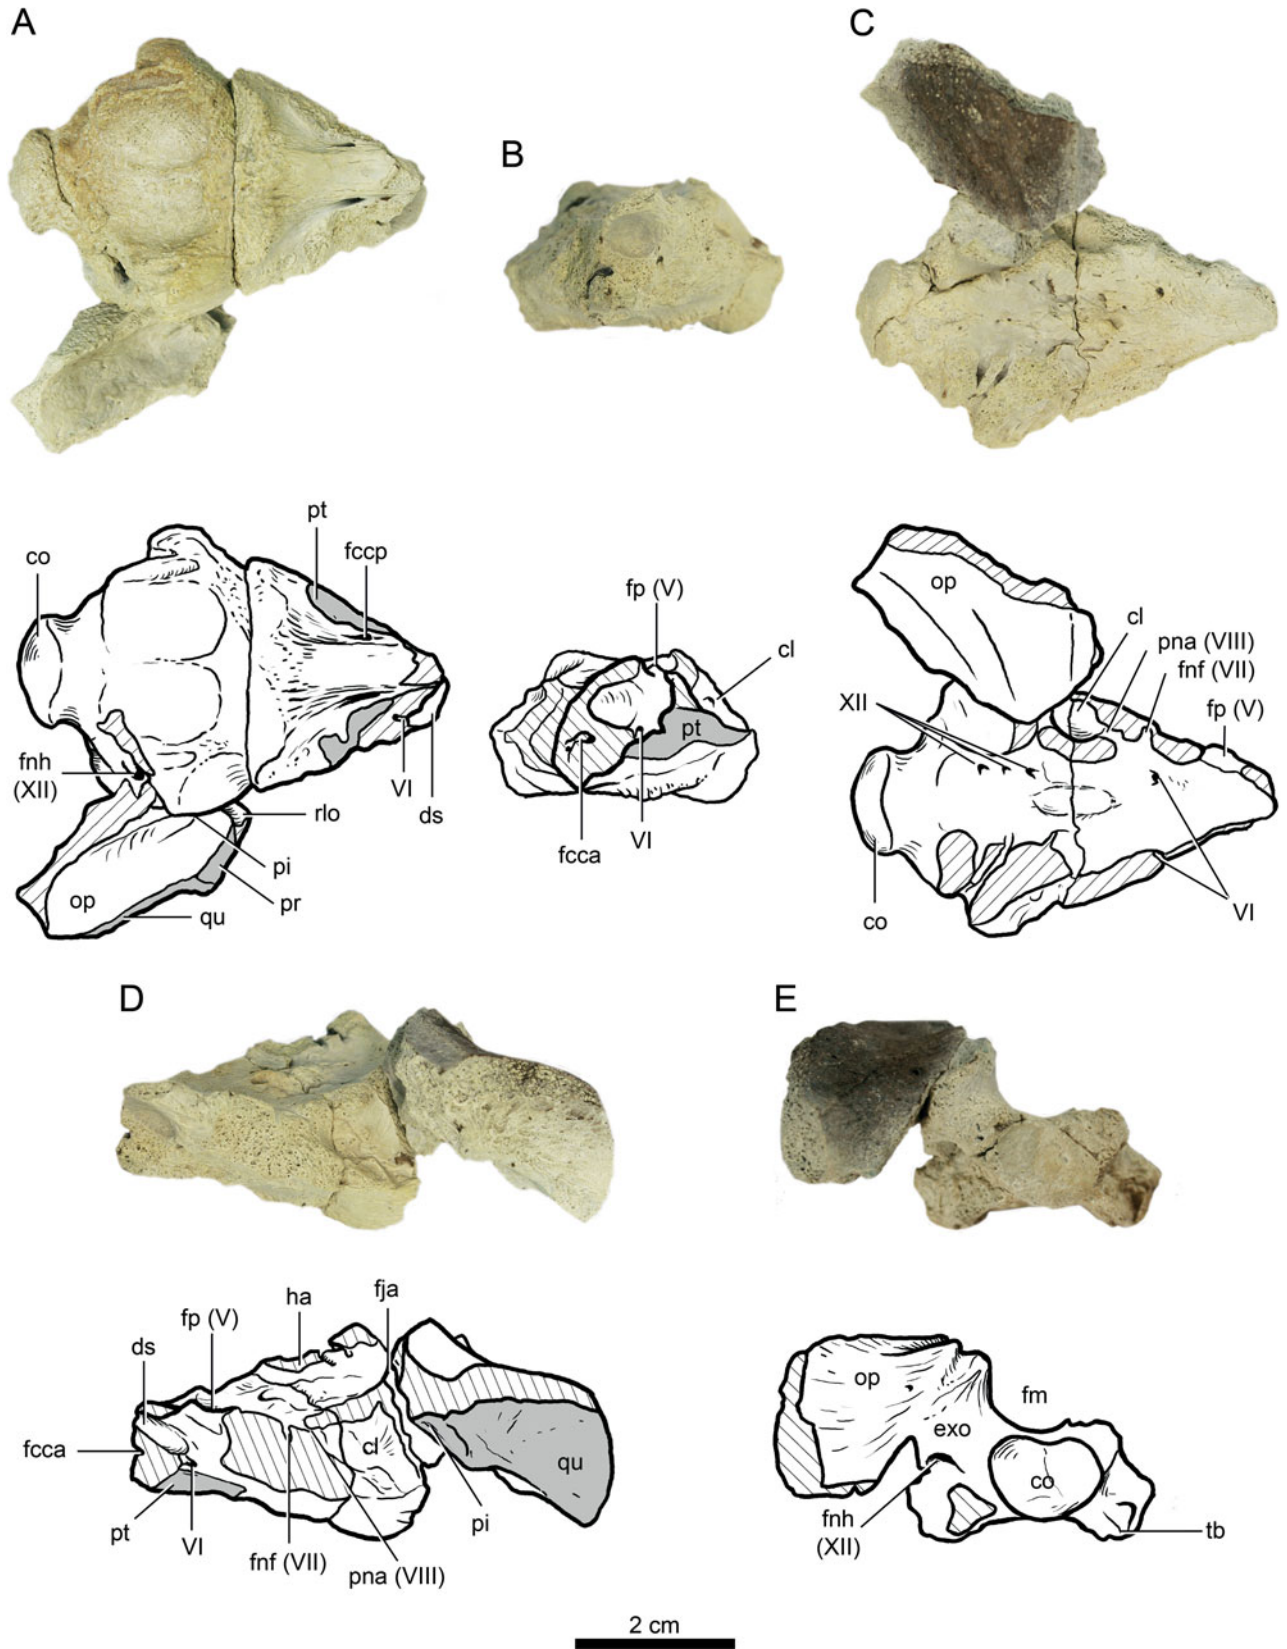 A
B
C
pt
fccp
co
fnh
(XII)
VI
ds
rlo
pi
pr
qu
op
fp (V)
cl
pt
fcca
VI
op
cl
pna (VIII)
fnf (VII)
fp (V)
XII
co
VI
D
E
fja
ha
fp (V)
ds
fcca
cl
qu
pt
VI
pi
fnf (VII)
pna (VIII)
op
fm
exo
co
fnh
(XII)
tb
2 cm